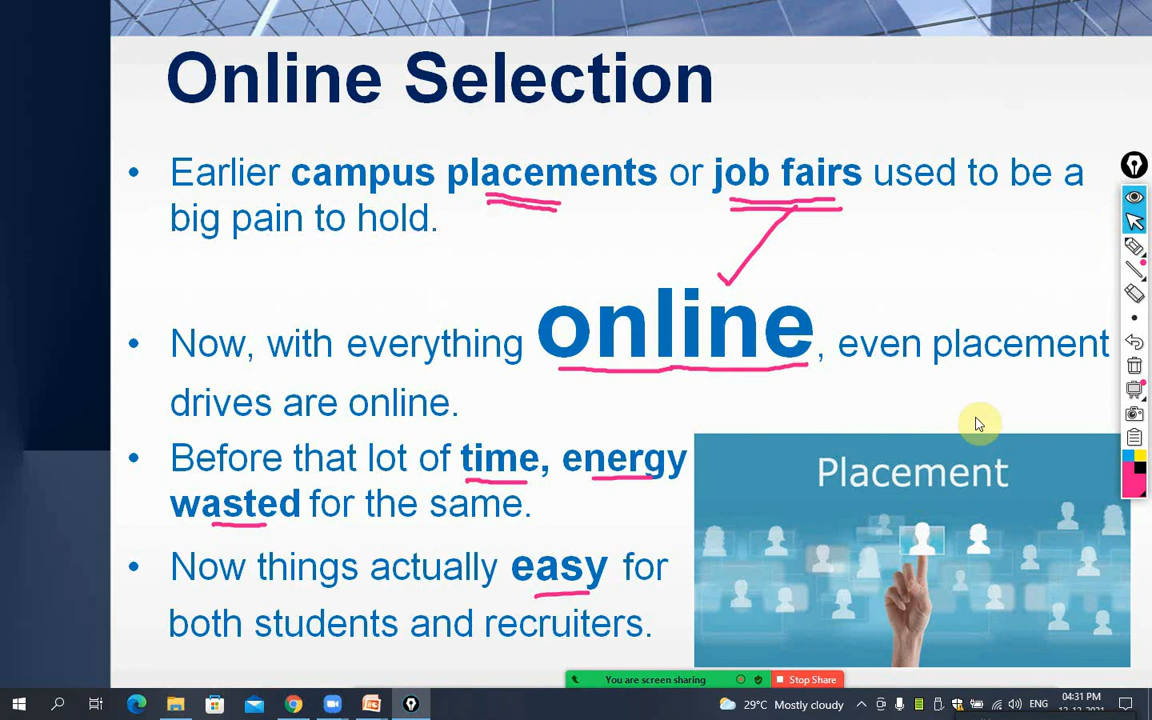 Online Selection
• Earlier campus placements or job fairs used to be a
big pain to hold.
• Now, with everything online, even placement
drives are online.
• Before that lot of time, energy
wasted for the same.
Placement
• Now things actually easy for
both students and recruiters.
You are screen sharing
Stop Share
29°C Mostly cloudy
ENG
04:31 PM